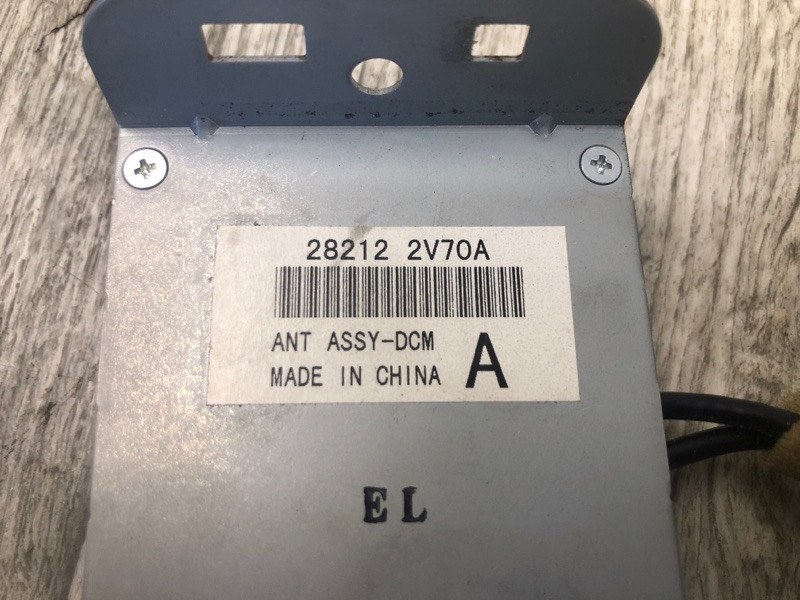 28212 2V70A
ANT ASSY-DCM
MADE IN CHINA
A
EL